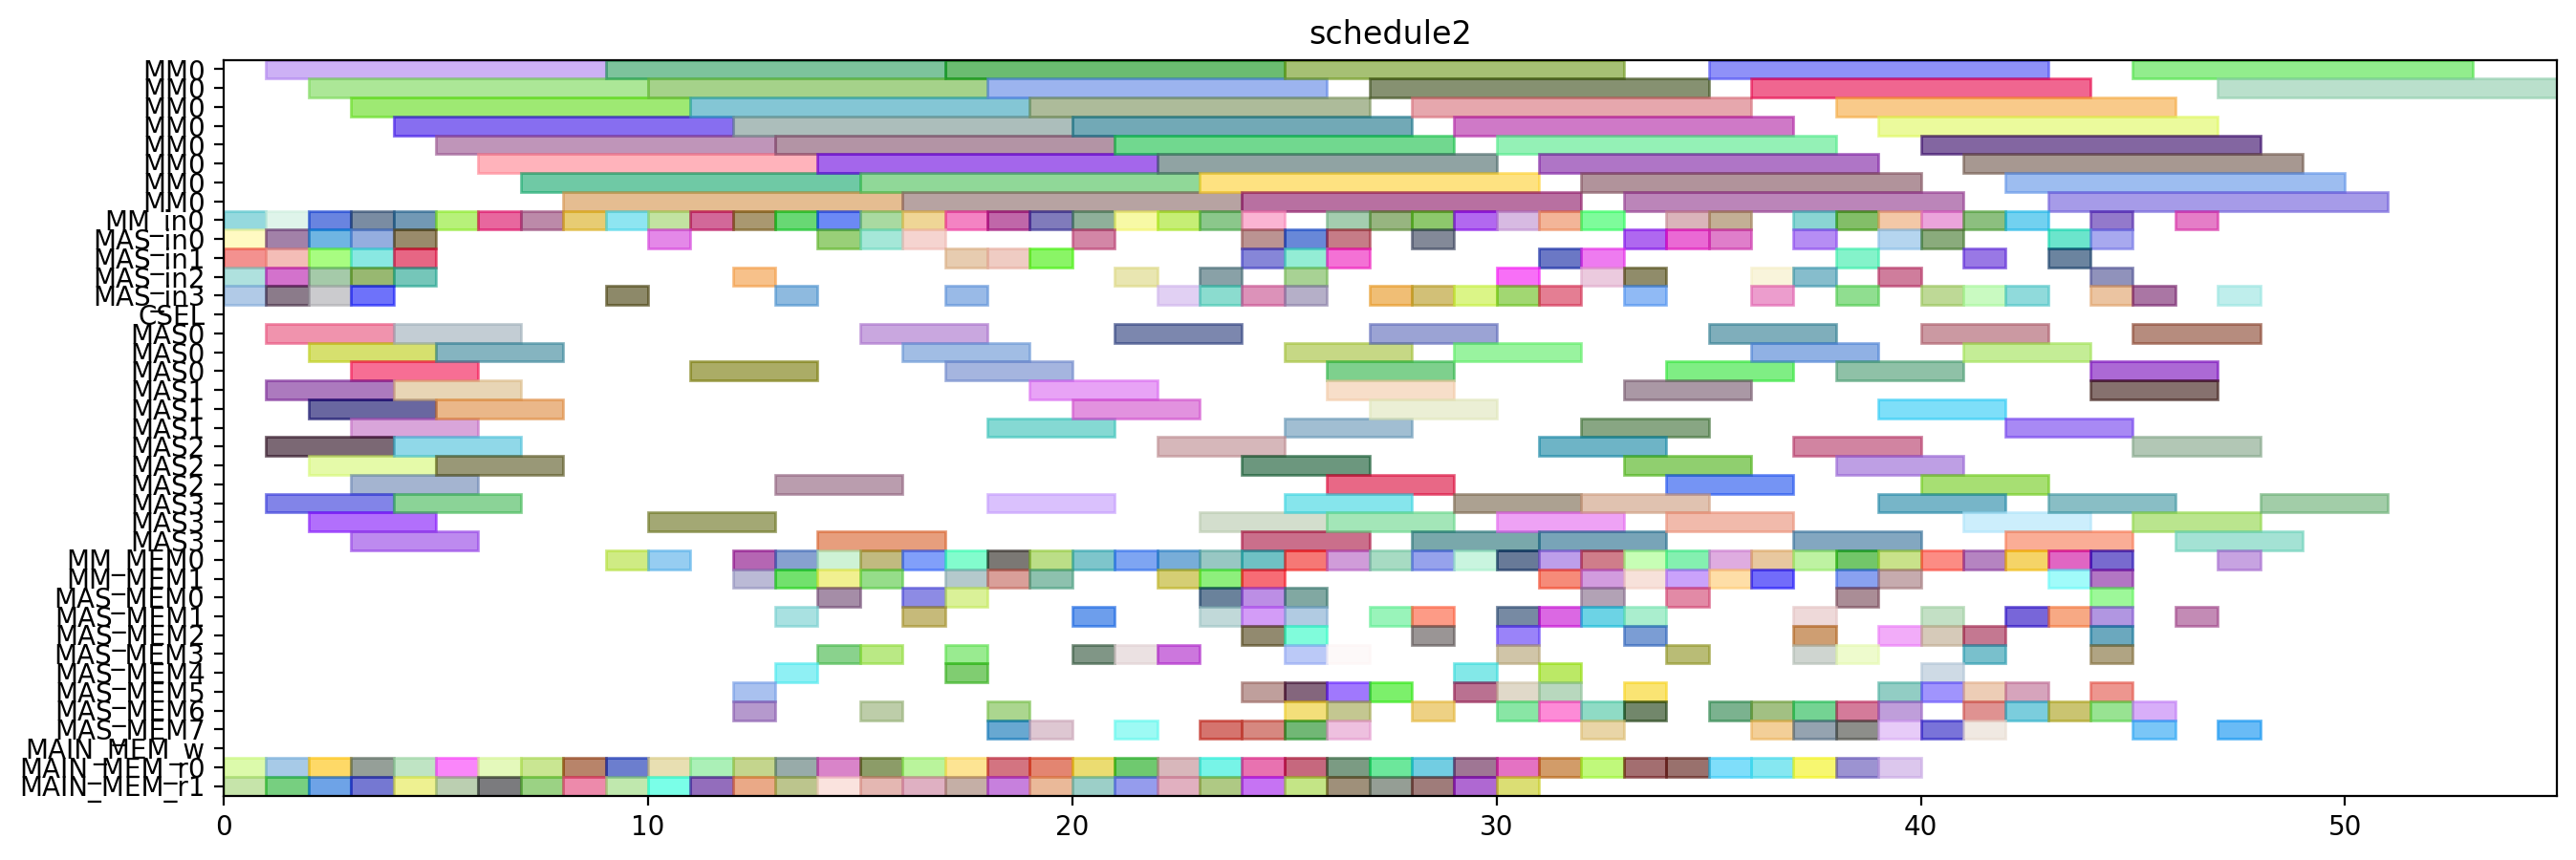 schedule2
MM0
MM0
MM0
MM0
MM0
MM0
MM0
MM0
MM_in0
MAS_in0
MAS_in1
MAS_in2
MAS_in3
CSEL
MAS0
MAS0
MAS0
MAS1
MAS1
MAS1
MAS2
MAS2
MAS2
MAS3
MAS3
MAS3
MM_MEM0
MM_MEM1
MAS_MEM0
MAS_MEM1
MAS_MEM2
MAS_MEM3
MAS_MEM4
MAS_MEM5
MAS_MEM6
MAS_MEM7
MAIN_MEM_w
MAIN_MEM_r0
MAIN_MEM_r1
0 10 20 30 40 50